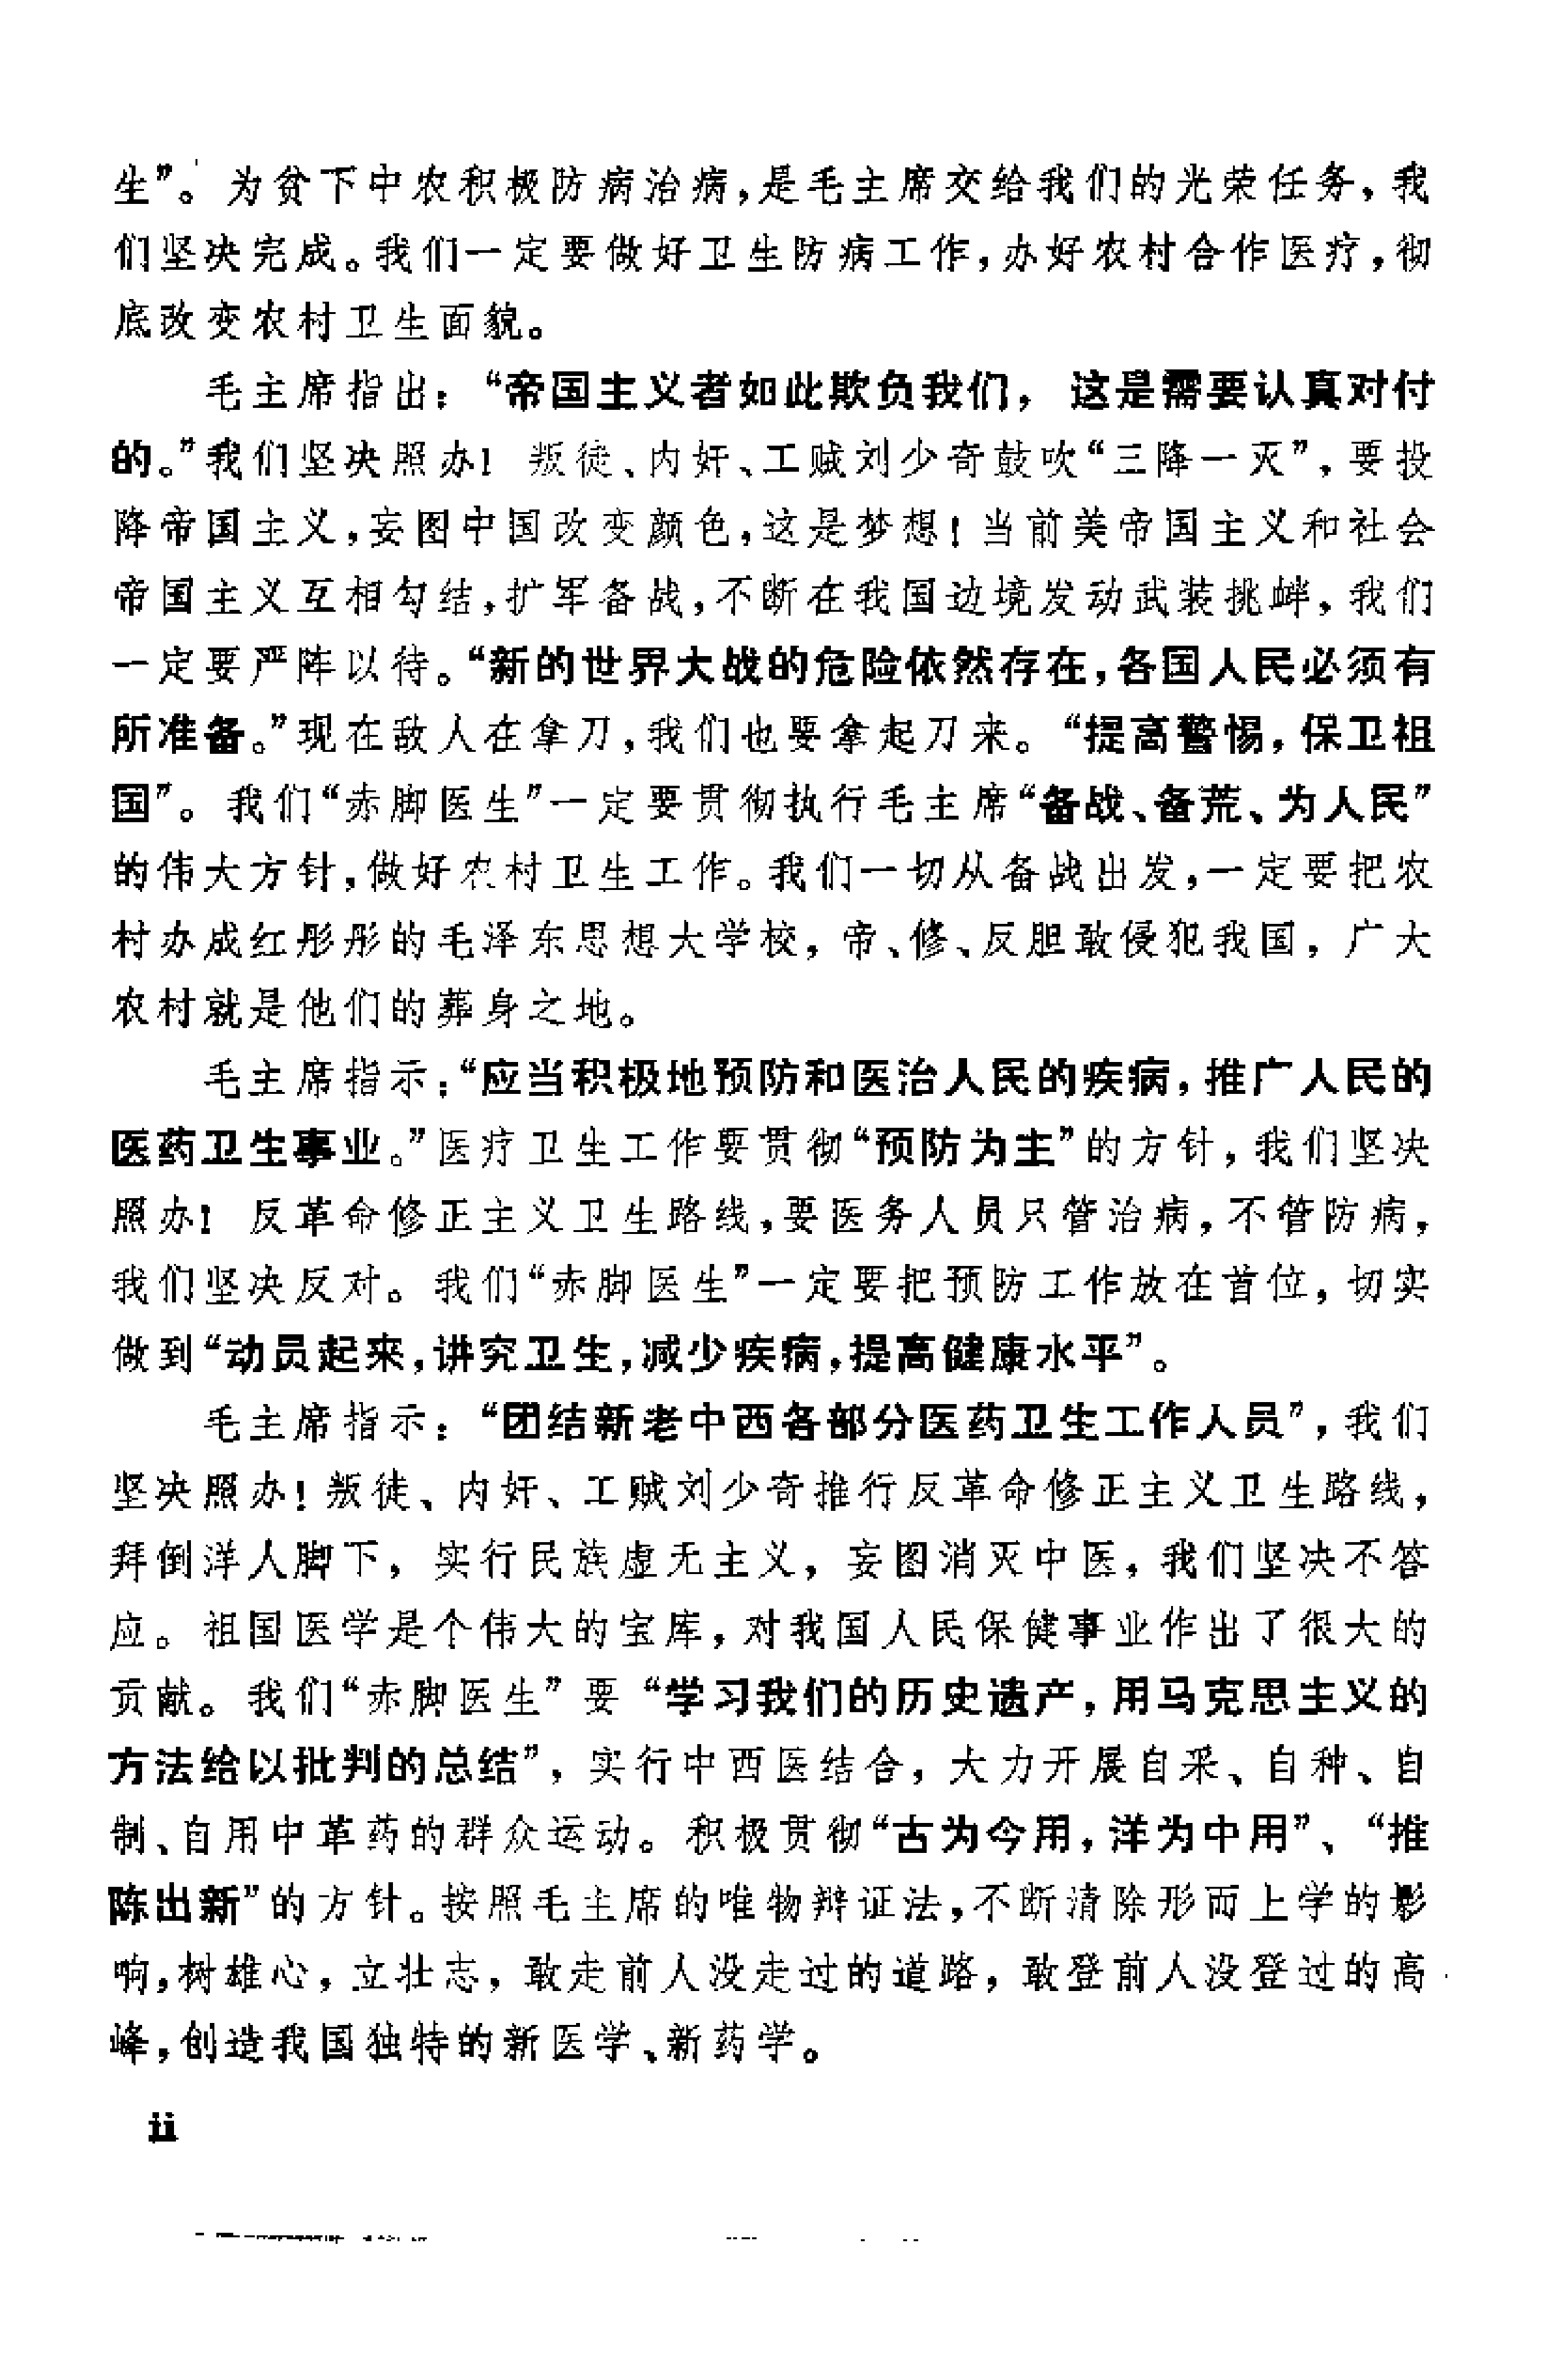 生”。为贫下中农积极防病治病，是毛主席交给我们的光荣任务，我
们坚决完成。我们一定要做好卫生防病工作，办好农村合作医疗，彻
底改变农村卫生面貌。
毛主席指出：“帝国主义者如此欺负我们，这是需要认真对付
的。”我们坚决照办！叛徒、内奸、工贼刘少奇鼓吹“三降一灭”，要投
降帝国主义，妄图中国改变颜色，这是梦想！当前美帝国主义和社会
帝国主义互相勾结，扩军备战，不断在我国边境发动武装挑衅，我们
一定要严阵以待。“新的世界大战的危险依然存在，各国人民必须有
所准备。”现在敌人在拿刀，我们也要拿起刀来。“提高警惕，保卫祖
国”。我们“赤脚医生”一定要贯彻执行毛主席“备战、备荒、为人民”
的伟大方针，做好农村卫生工作。我们一切从备战出发，一定要把农
村办成红彤彤的毛泽东思想大学校，帝、修、反胆敢侵犯我国，广大
农村就是他们的葬身之地。
毛主席指示：“应当积极地预防和医治人民的疾病，推广人民的
医药卫生事业。”医疗卫生工作要贯彻“预防为主”的方针，我们坚决
照办！反革命修正主义卫生路线，要医务人员只管治病，不管防病，
我们坚决反对。我们“赤脚医生”一定要把预防工作放在首位，切实
做到“动员起来，讲究卫生，减少疾病，提高健康水平”。
毛主席指示：“团结新老中西各部分医药卫生工作人员”，我们
坚决照办！叛徒、内奸、工贼刘少奇推行反革命修正主义卫生路线，
拜倒洋人脚下，实行民族虚无主义，妄图消灭中医，我们坚决不答
应。祖国医学是个伟大的宝库，对我国人民保健事业作出了很大的
贡献。我们“赤脚医生”要“学习我们的历史遗产，用马克思主义的
方法给以批判的总结”，实行中西医结合，大力开展自采、自种、自
制、自用中草药的群众运动。积极贯彻“古为今用，洋为中用”、“推
陈出新”的方针。按照毛主席的唯物辩证法，不断清除形而上学的影
响，树雄心，立壮志，敢走前人没走过的道路，敢登前人没登过的高
峰，创造我国独特的新医学、新药学。
ii